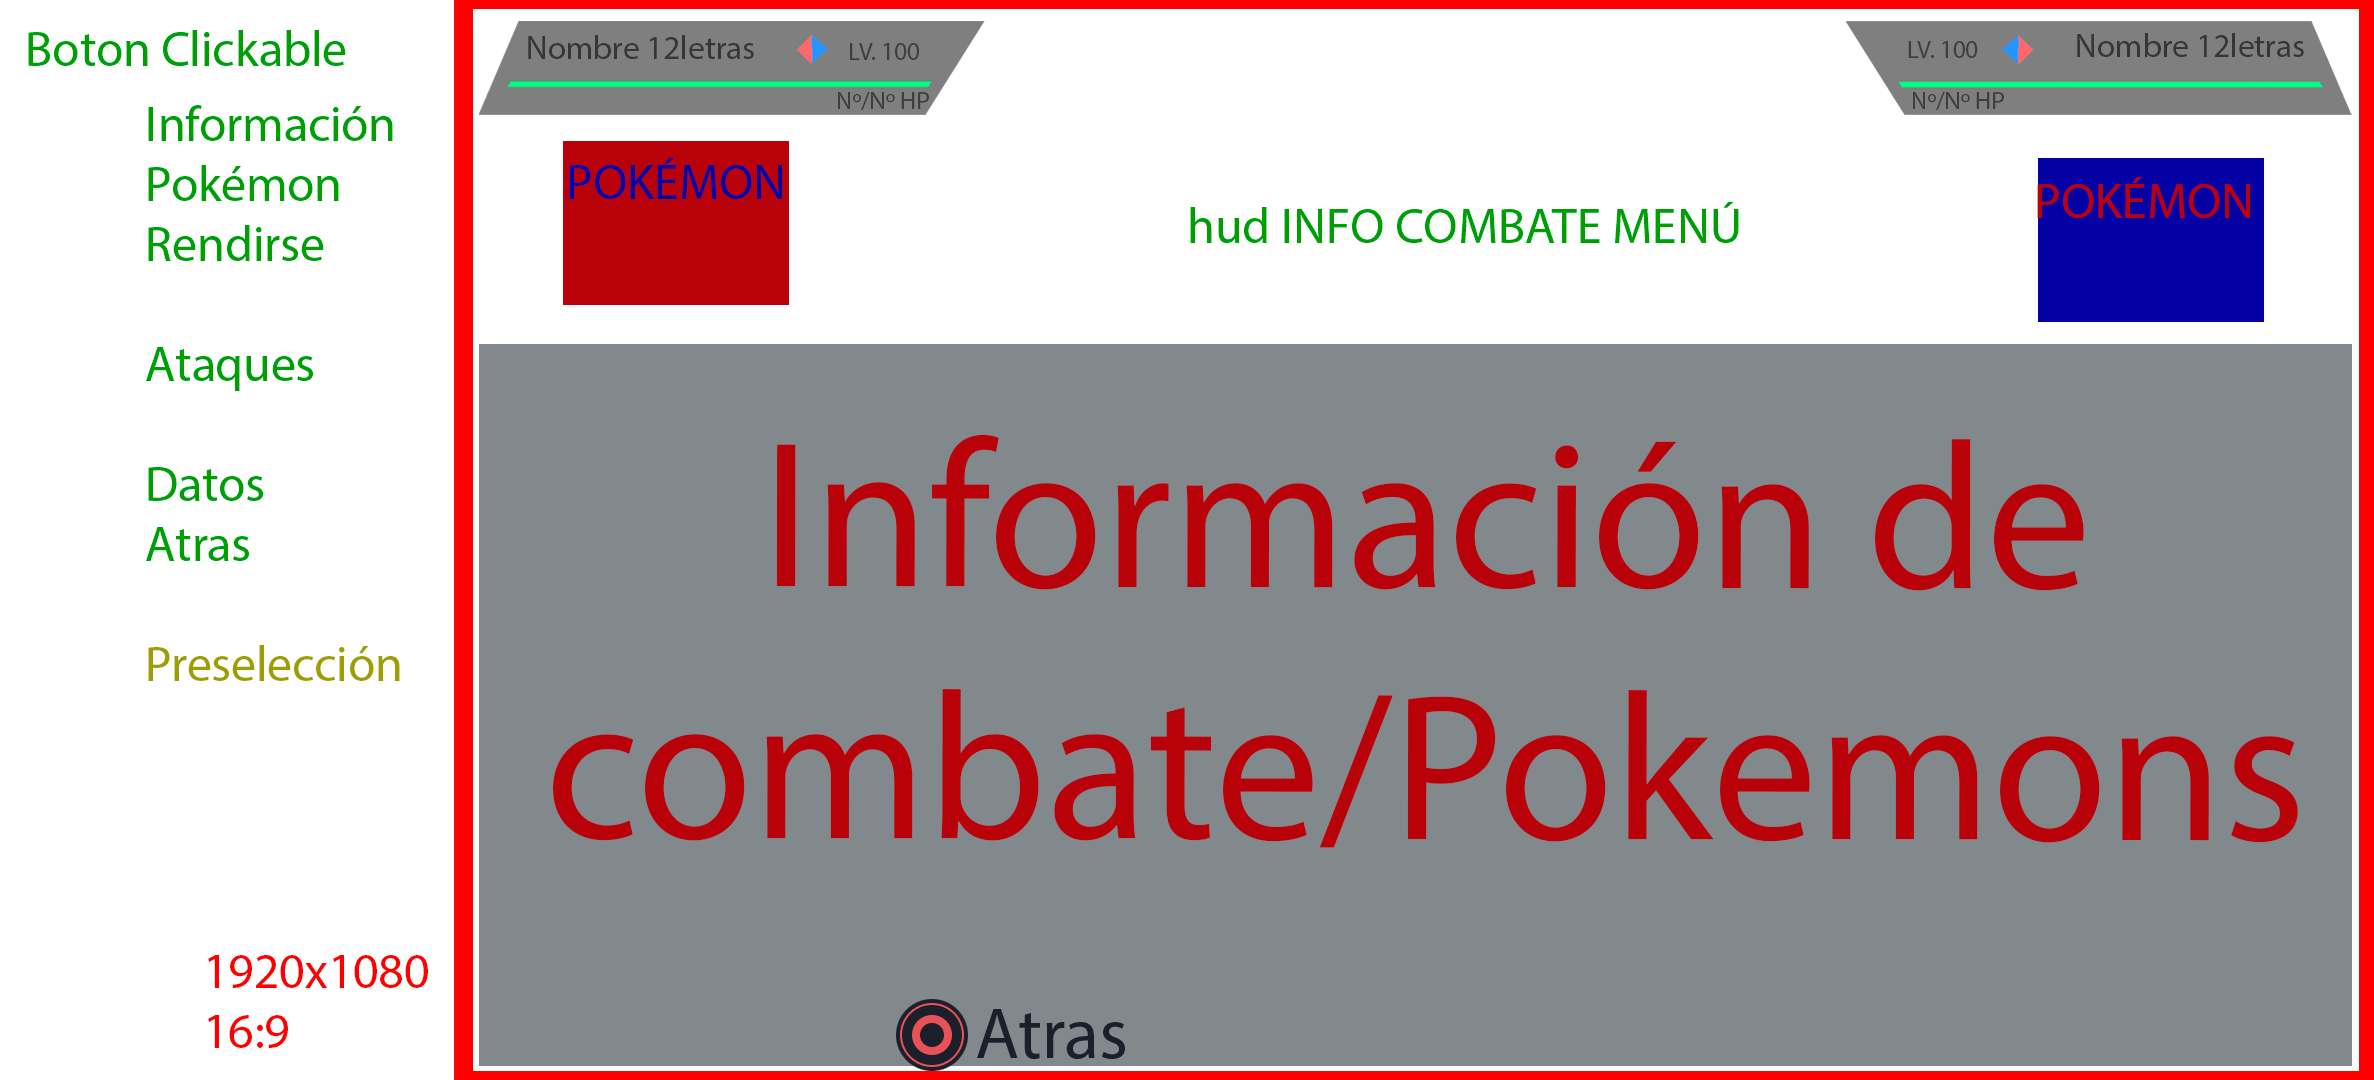 Boton Clickable
Información
Pokémon
Rendirse
Ataques
Datos
Atras
Preselección
1920x1080
16:9
Nombre 12letras LV. 100
Nº/Nº HP
LV. 100 Nombre 12letras
Nº/Nº HP
POKÉMON
hud INFO COMBATE MENÚ
POKÉMON
Información de
combate/Pokemons
Atras